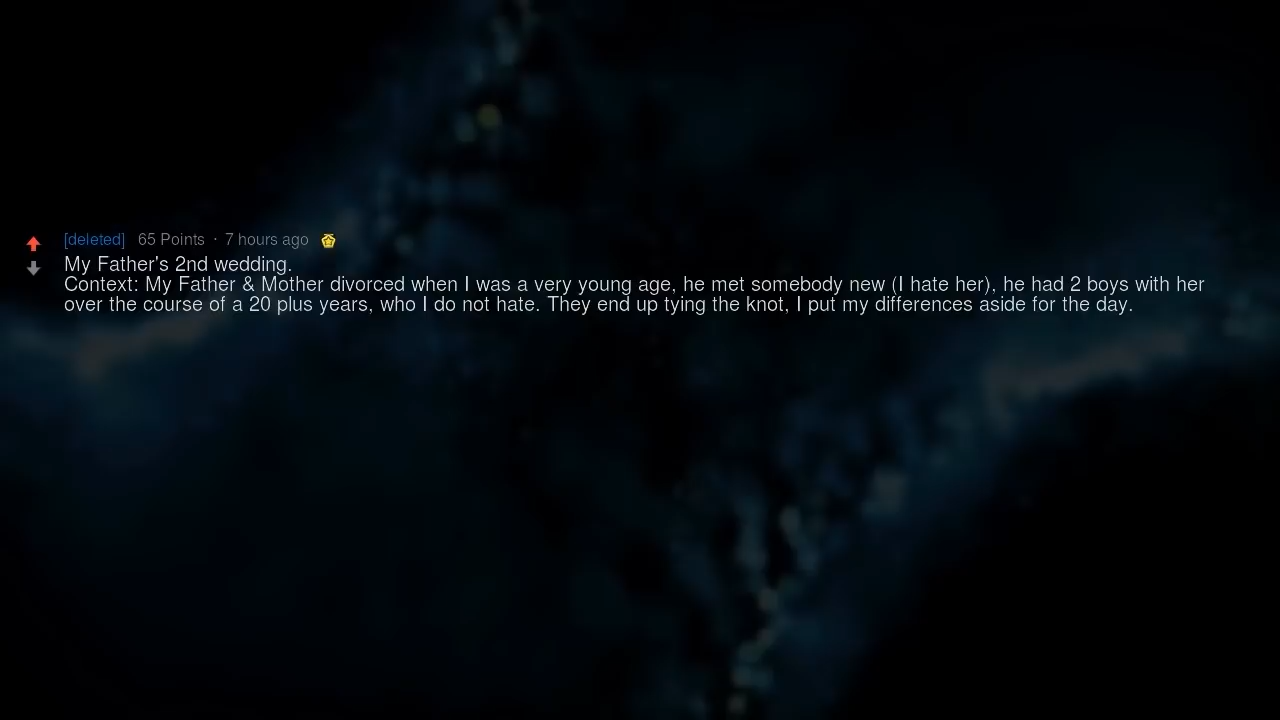 [deleted] 65 Points · 7 hours ago
My Father's 2nd wedding.
Context: My Father & Mother divorced when I was a very young age, he met somebody new (I hate her), he had 2 boys with her
over the course of a 20 plus years, who I do not hate. They end up tying the knot, I put my differences aside for the day.